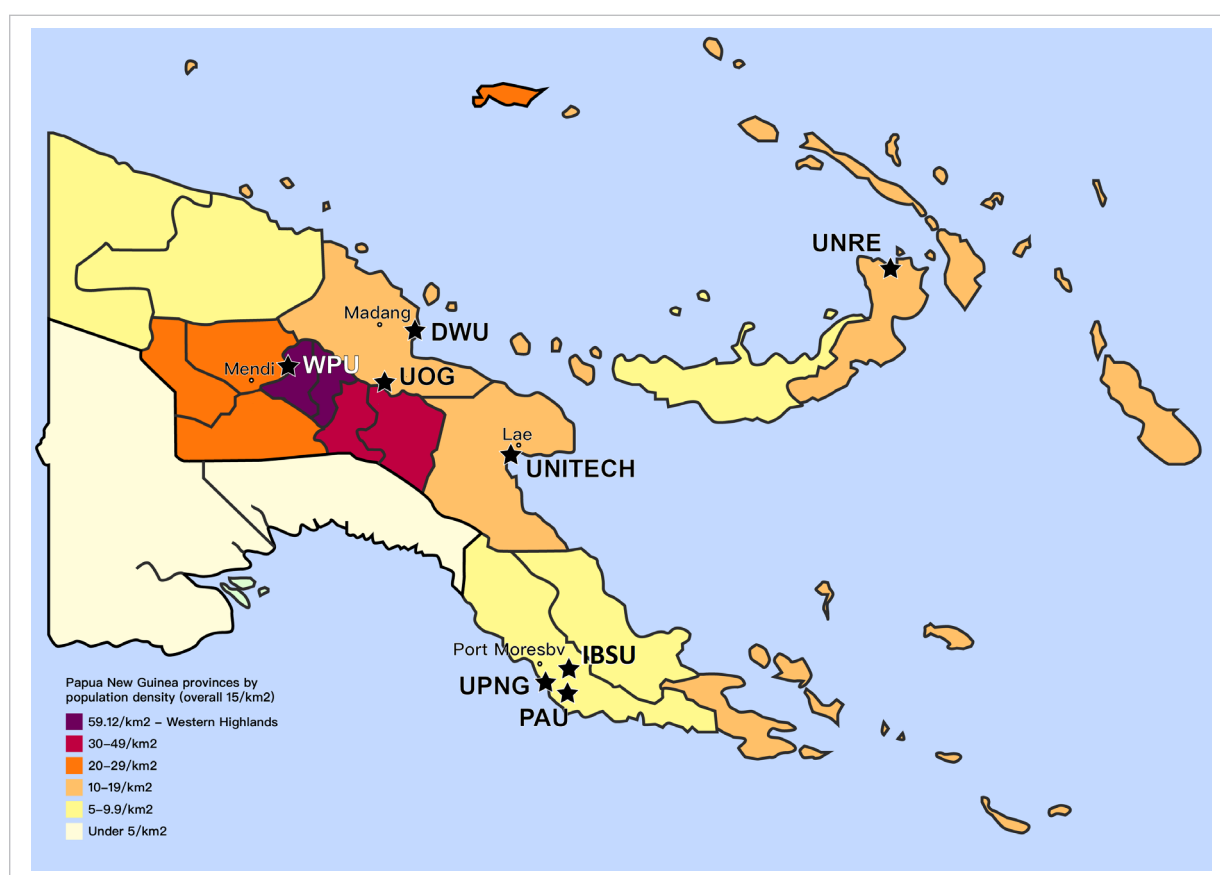 UNRE
Madang
DWU
Mendi
WPU
UOG
Lae
UNITECH
Port Moresbv
IBSU
UPNG
PAU
Papua New Guinea provinces by
population density (overall 15/km2)
59.12/km2 – Western Highlands
30–49/km2
20–29/km2
10–19/km2
5–9.9/km2
Under 5/km2